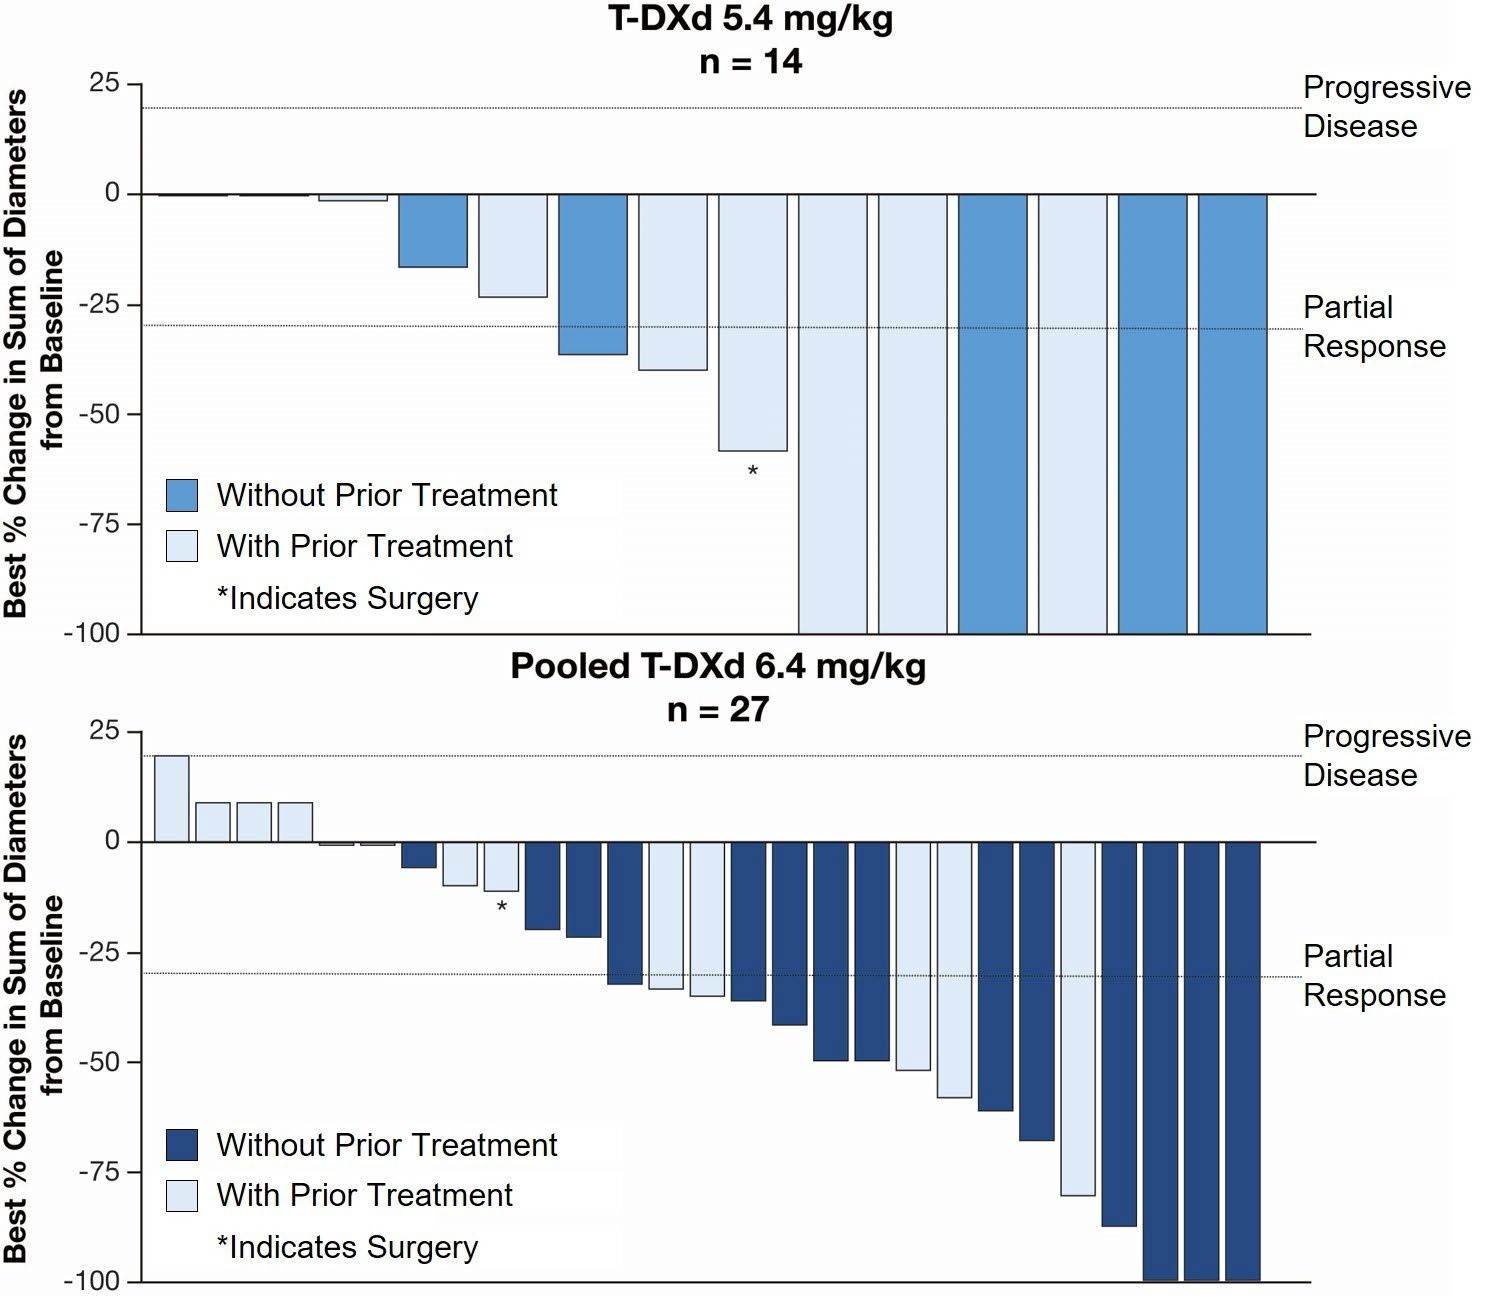 T-DXd 5.4 mg/kg
n = 14
Best % Change in Sum of Diameters
from Baseline
25
0
-25
-50
-75
-100
Progressive
Disease
Partial
Response
*
Without Prior Treatment
With Prior Treatment
*Indicates Surgery
Pooled T-DXd 6.4 mg/kg
n = 27
Best % Change in Sum of Diameters
from Baseline
25
0
-25
-50
-75
-100
Progressive
Disease
Partial
Response
*
Without Prior Treatment
With Prior Treatment
*Indicates Surgery